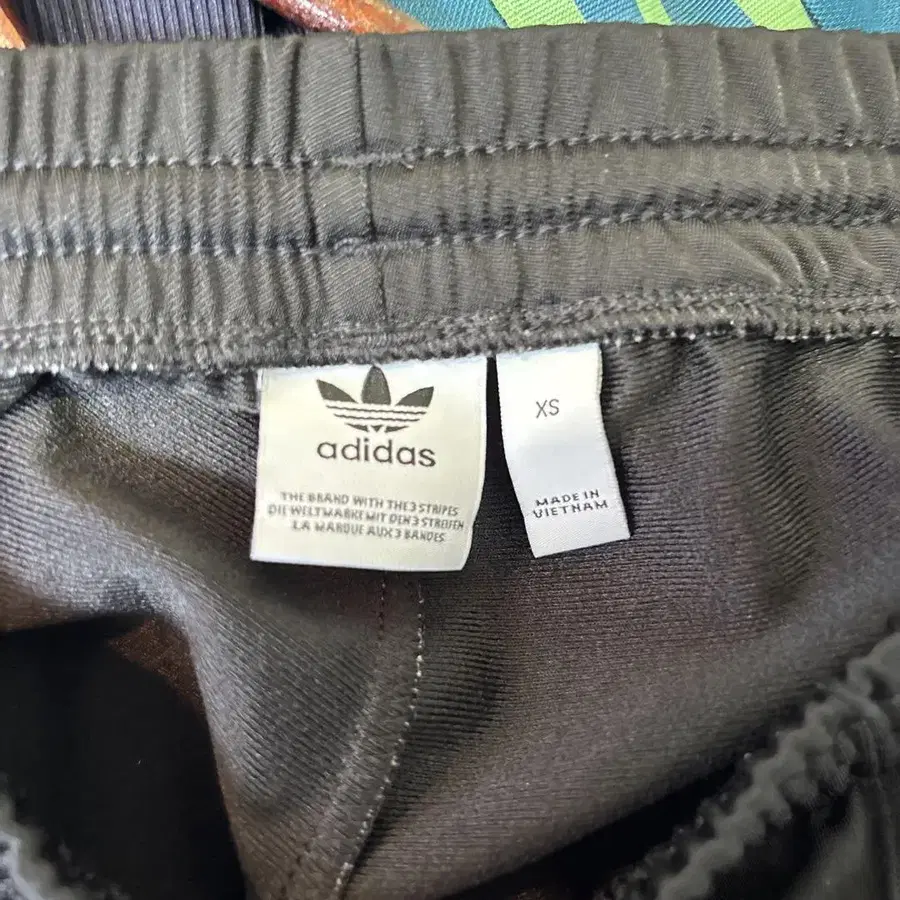 adidas
THE BRAND WITH THE 3 STRIPES
DIE WELTMARKE MIT DEN 3 STREIFEN
LA MARQUE AUX 3 BANDES
XS
MADE IN
VIETNAM